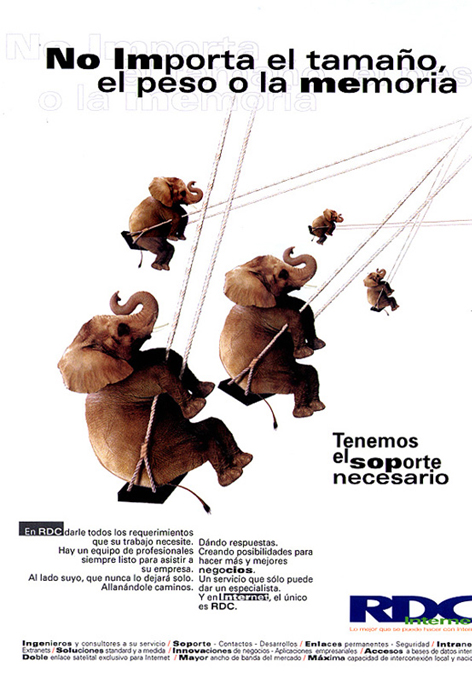 No Importa el tamaño,
el peso o la memoria
Tenemos
el soporte
necesario
En RDC darle todos los requerimientos
que su trabajo necesite.
Hay un equipo de profesionales
siempre listo para asistir a
su empresa.
Al lado suyo, que nunca lo dejará solo.
Allanándole caminos.
Dándo respuestas.
Creando posibilidades para
hacer más y mejores
negocios.
Un servicio que sólo puede
dar un especialista.
Y en Internet, el único
es RDC.
RDC
Internet
Lo mejor que se puede hacer con Inter
Ingenieros y consultores a su servicio / Soporte - Contactos - Desarrollos / Enlaces permanentes - Seguridad / Intrane
Extranets / Soluciones standard y a medida / Innovaciones de negocios - Aplicaciones empresariales / Accesos a bases de datos inter
Doble enlace satelital exclusivo para Internet / Mayor ancho de banda del mercado / Máxima capacidad de interconexión local y naci